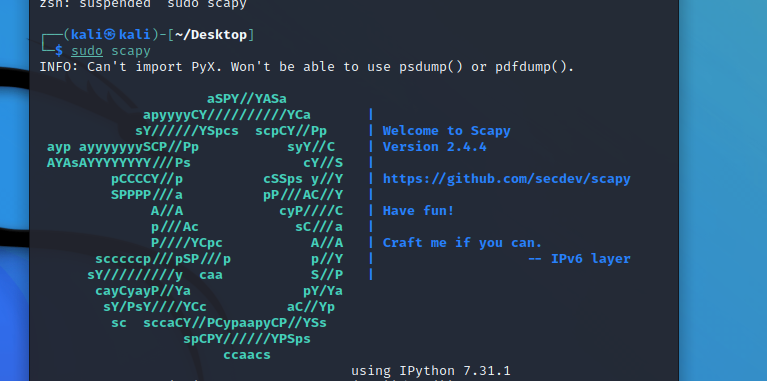 zsh: suspended  sudo scapy
┌──(kali㉿kali)-[~/Desktop]
└─$ sudo scapy
INFO: Can't import PyX. Won't be able to use psdump() or pdfdump().
                     aSPY//YASa
             apyyyyCY//////////YCa       |
            sY//////YSpcs  scpCY//Pp     | Welcome to Scapy
 ayp ayyyyyyySCP//Pp           syY//C    | Version 2.4.4
 AYAsAYYYYYYYY///Ps              cY//S   |
         pCCCCY//p          cSSps y//Y   | https://github.com/secdev/scapy
         SPPPP///a          pP///AC//Y   |
              A//A            cyP////C   | Have fun!
              p///Ac            sC///a   |
              P////YCpc           A//A   | Craft me if you can.
       scccccp///pSP///p          p//Y   |                   -- IPv6 layer
      sY/////////y  caa           S//P   |
       cayCyayP//Ya              pY/Ya
        sY/PsY////YCc          aC//Yp
         sc  sccaCY//PCypaapyCP//YSs
                  spCPY//////YPSps
                       ccaacs
                                       using IPython 7.31.1